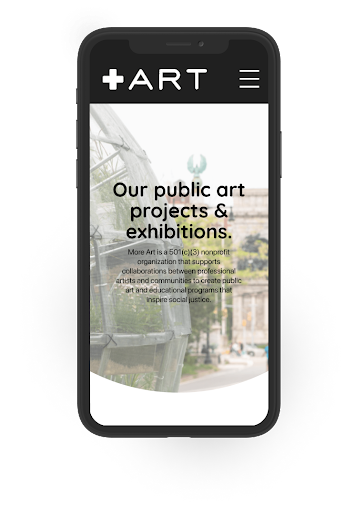 +ART
Our public art
projects &
exhibitions.
More Art is a 501(c)(3) nonprofit
organization that supports
collaborations between professional
artists and communities to create public
art and educational programs that
inspire social justice.